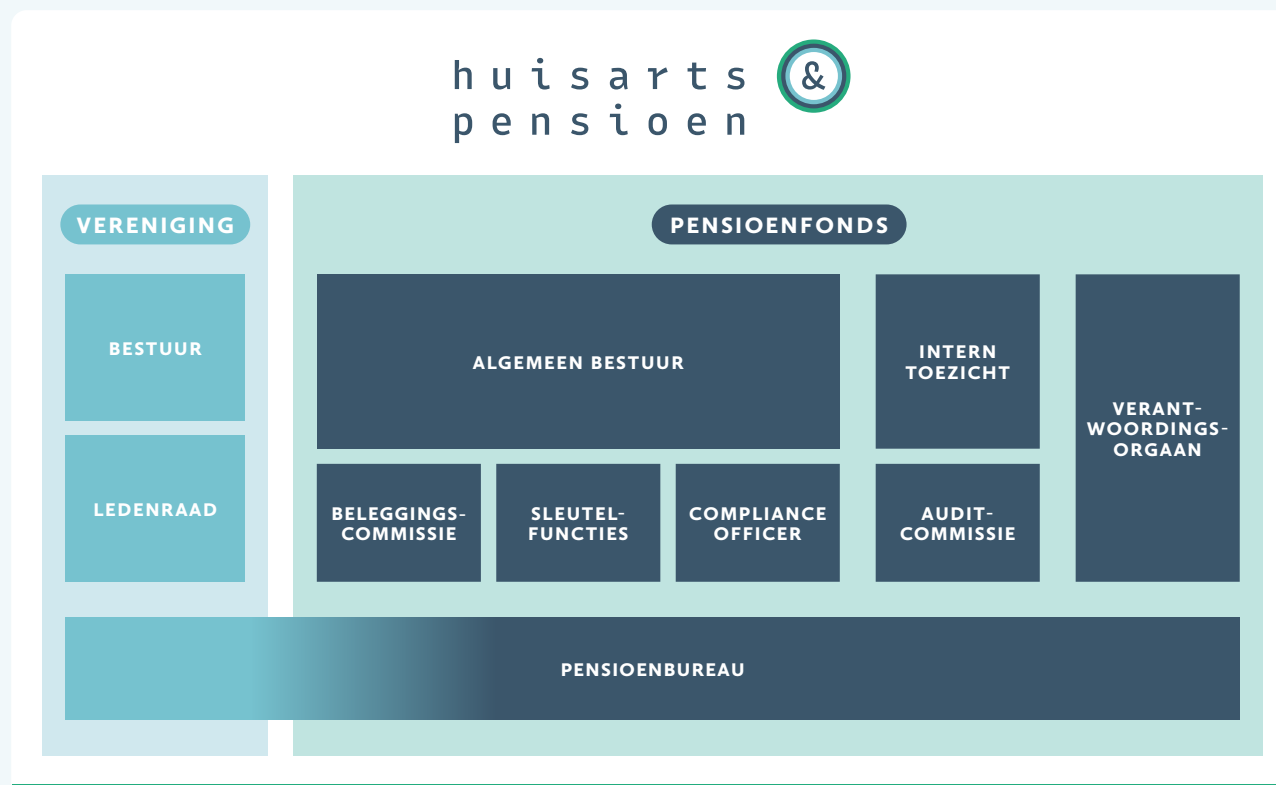 huisarts &
pensioen
VERENIGING
PENSIOENFONDS
BESTUUR
LEDENRAAD
ALGEMEEN BESTUUR
BELEGGINGS-
COMMISSIE
SLEUTEL-
FUNCTIES
COMPLIANCE
OFFICER
INTERN
TOEZICHT
AUDIT-
COMMISSIE
VERANT-
WOORDINGS-
ORGAAN
PENSIOENBUREAU